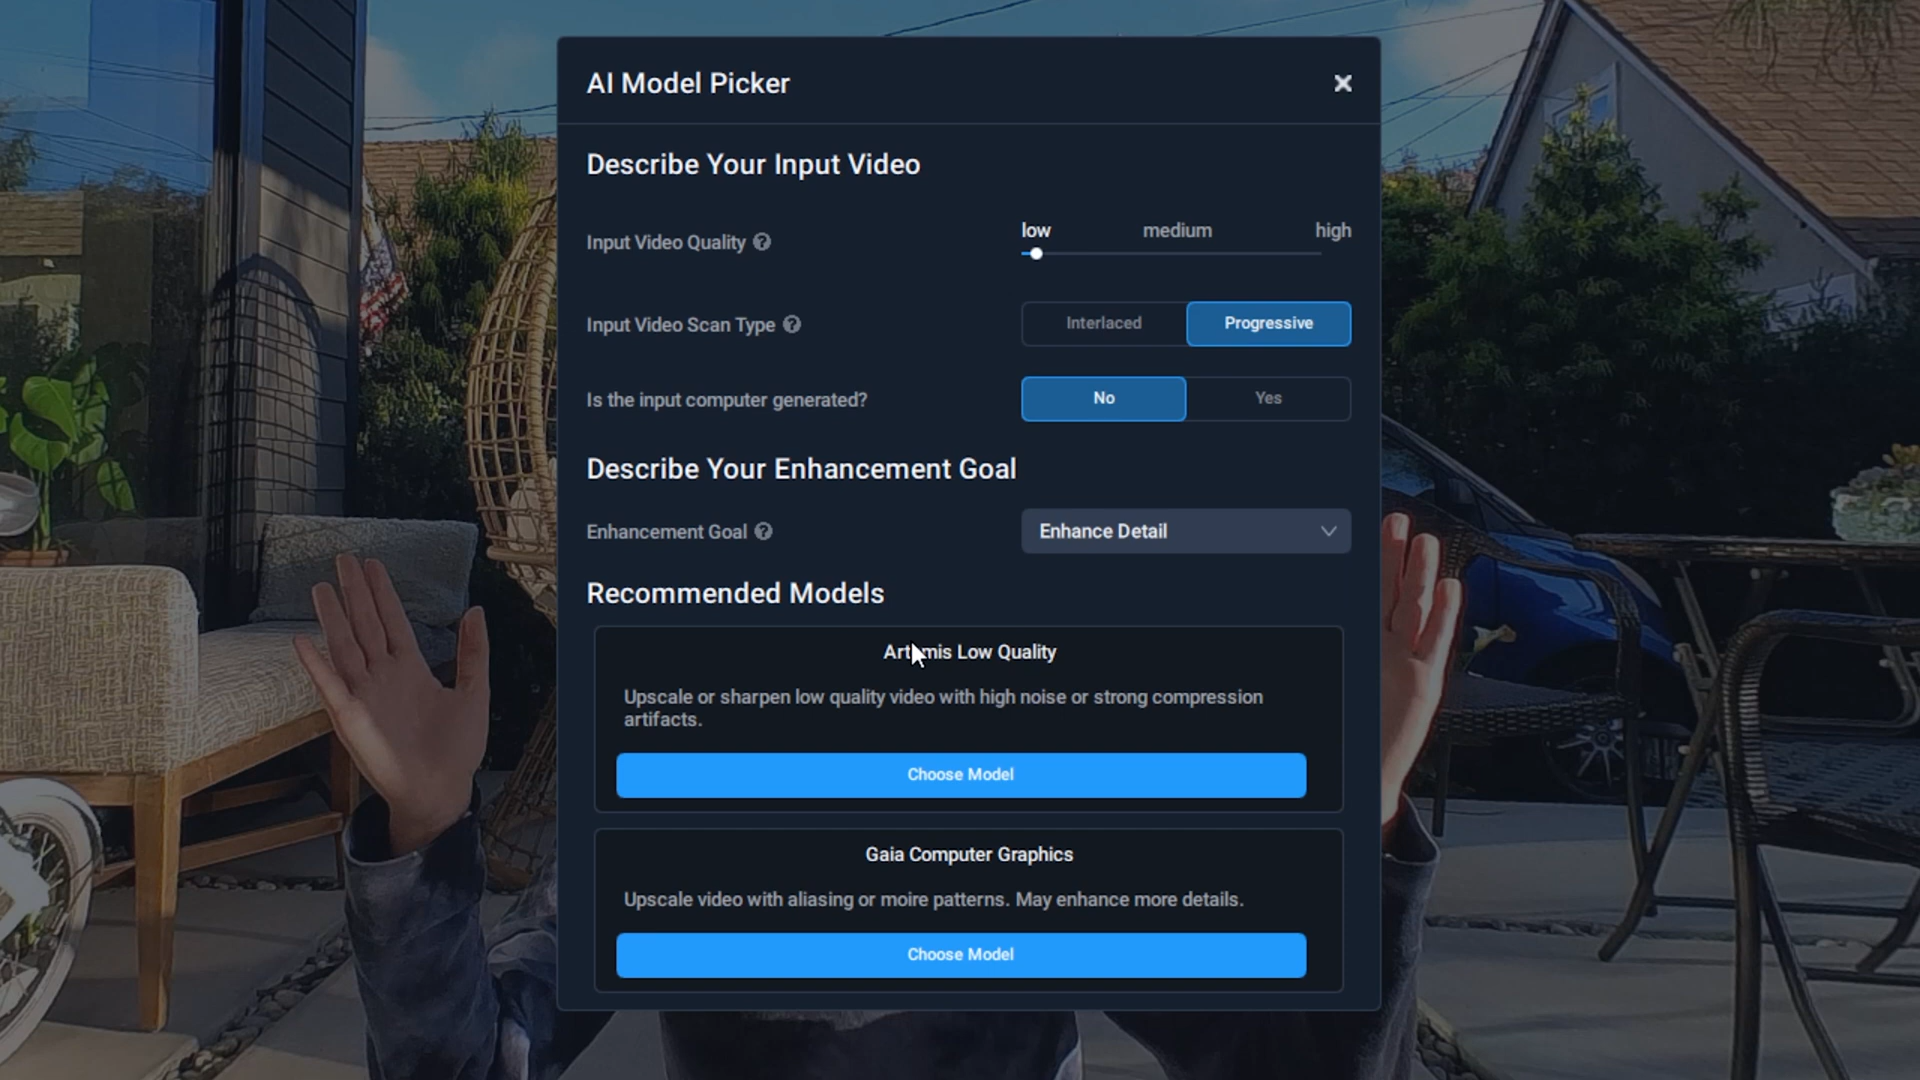 AI Model Picker
Describe Your Input Video
Input Video Quality
low medium high
Input Video Scan Type
Interlaced Progressive
Is the input computer generated?
No Yes
Describe Your Enhancement Goal
Enhancement Goal
Enhance Detail
Recommended Models
Artemis Low Quality
Upscale or sharpen low quality video with high noise or strong compression
artifacts.
Choose Model
Gaia Computer Graphics
Upscale video with aliasing or moire patterns. May enhance more details.
Choose Model